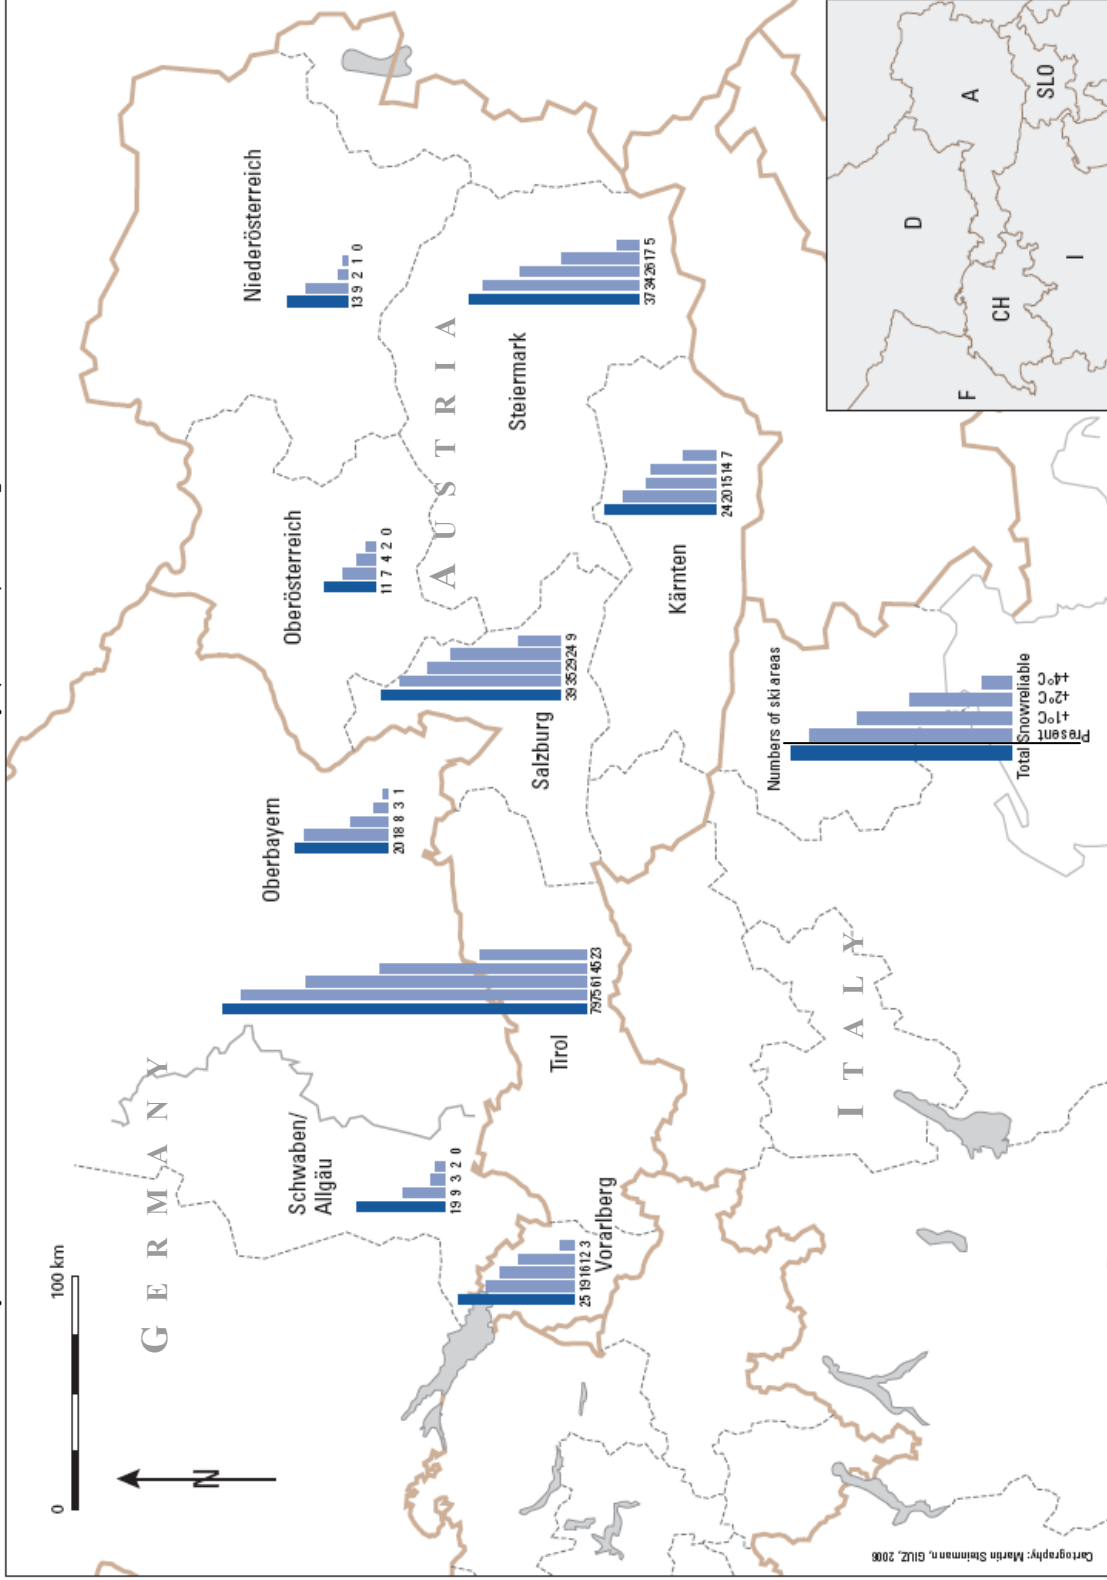 0
100 km
N
GERMANY
AUSTRIA
ITALY
Schwaben/
Allgäu
19 9 3 2 0
Vorarlberg
25 19 16 12 3
Tirol
79 75 61 45 23
Oberbayern
20 18 8 3 1
Salzburg
39 35 29 24 9
Oberösterreich
11 7 4 2 0
Niederösterreich
13 9 2 1 0
Steiermark
37 34 26 17 5
Kärnten
24 20 15 14 7
Numbers of ski areas
Total Snowreliable
Present
+1°C
+2°C
+4°C
F
D
CH
A
I
SLO
Cartography: Martin Steinmann, GIUZ, 2006